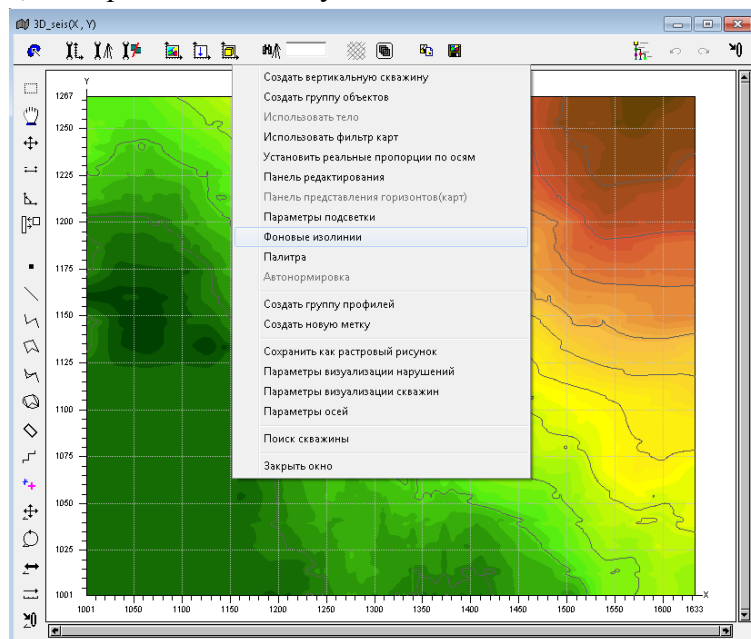 3D_seis(X , Y)
Создать вертикальную скважину
Создать группу объектов
Использовать тело
Использовать фильтр карт
Установить реальные пропорции по осям
Панель редактирования
Панель представления горизонтов(карт)
Параметры подсветки
Фоновые изолинии
Палитра
Автонормировка
Создать группу профилей
Создать новую метку
Сохранить как растровый рисунок
Параметры визуализации нарушений
Параметры визуализации скважин
Параметры осей
Поиск скважины
Закрыть окно
Y
1267
1250
1225
1200
1175
1150
1125
1100
1075
1050
1025
1001
1001 1050 1100 1150 1200 1250 1300 1350 1400 1450 1500 1550 1600 1633 X